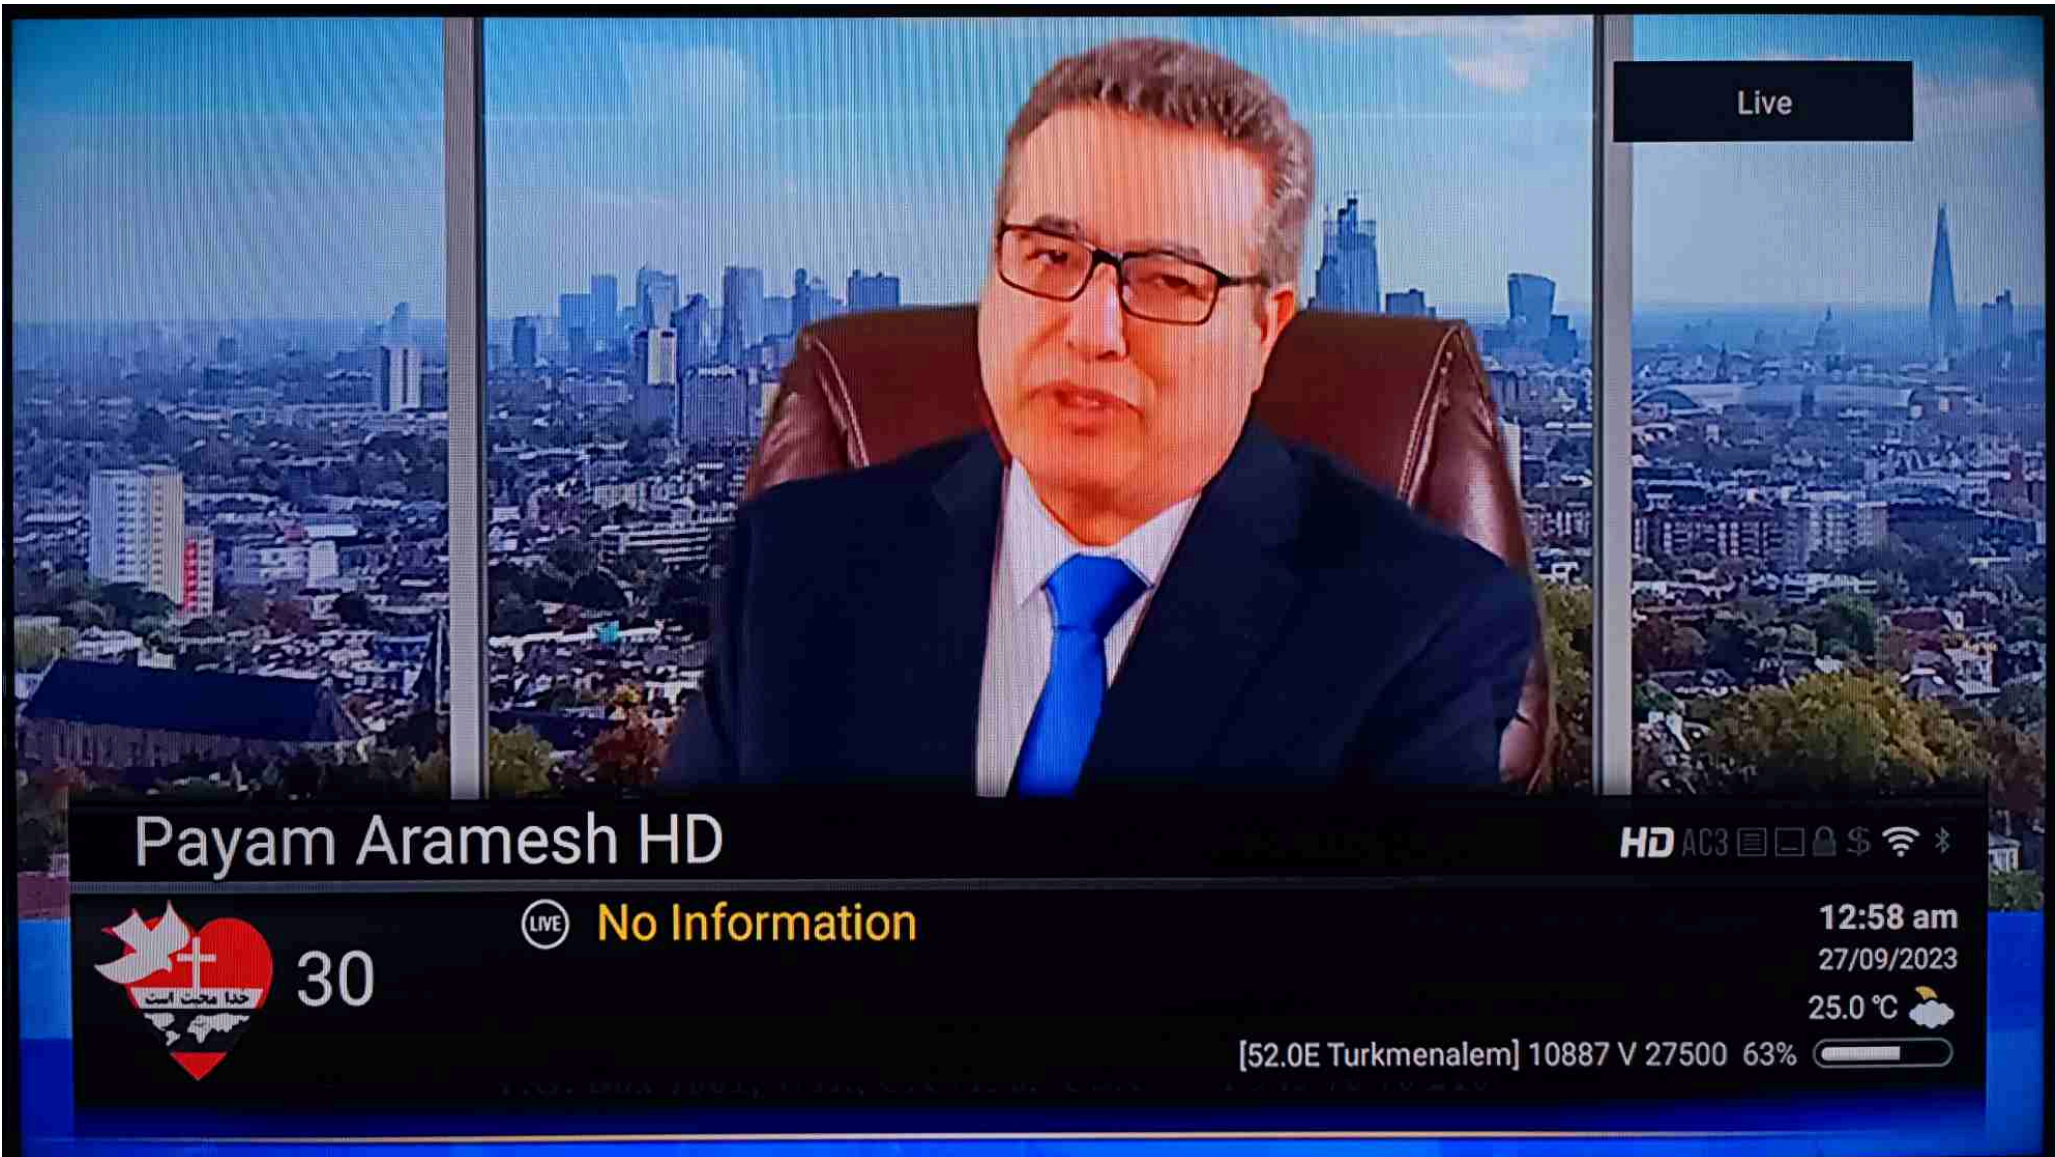 Live
Payam Aramesh HD
HD AC3 $
LIVE No Information
30
12:58 am
27/09/2023
25.0 °C
[52.0E Turkmenalem] 10887 V 27500 63%